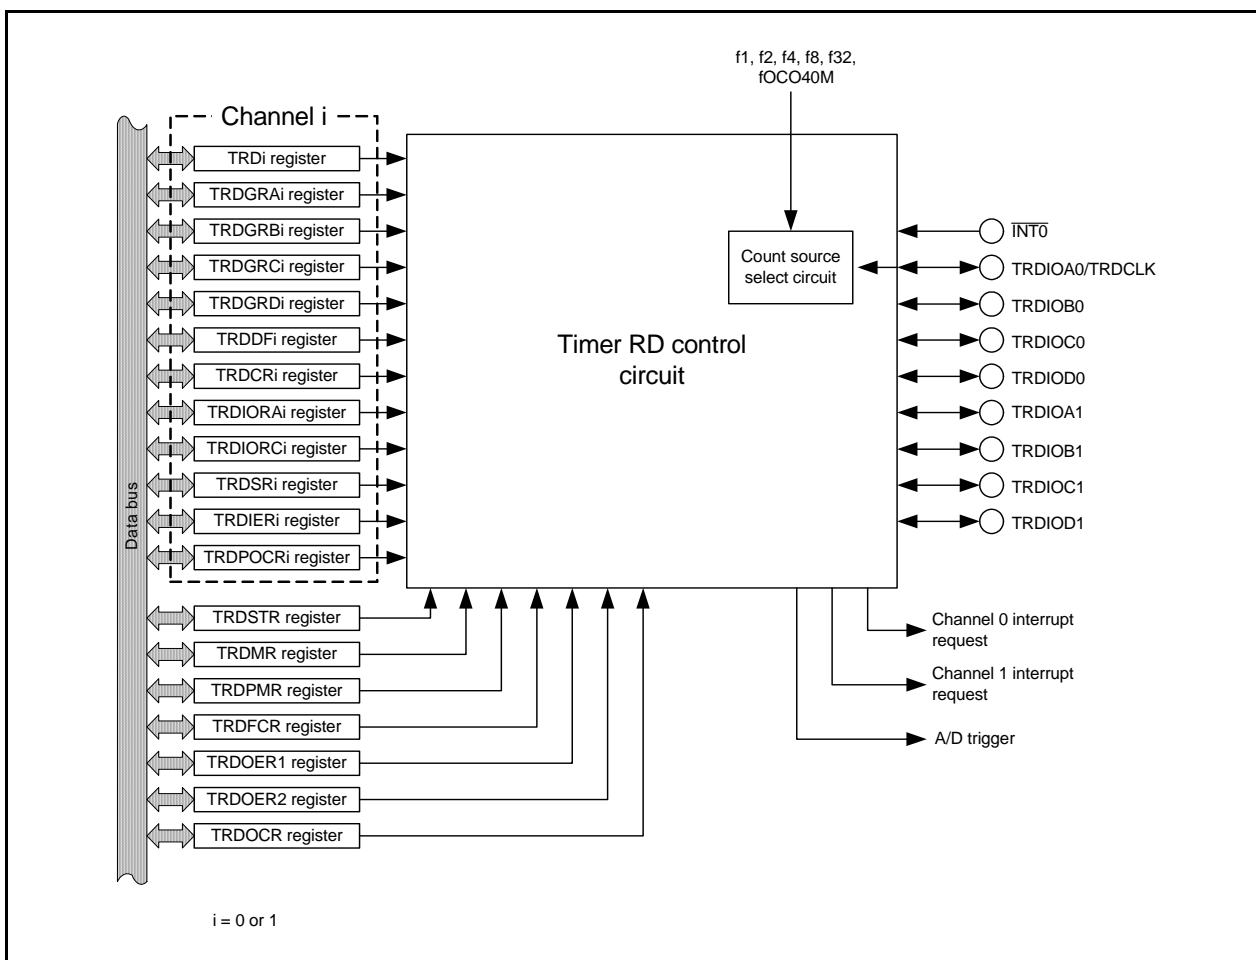 f1, f2, f4, f8, f32,
fOCO40M
Channel i
TRDi register
TRDGRAi register
TRDGRBi register
TRDGRCi register
TRDGRDi register
TRDDFi register
TRDCRi register
TRDIORAi register
TRDIORCi register
TRDSRi register
TRDIERi register
TRDPOCRi register
Data bus
TRDSTR register
TRDMR register
TRDPMR register
TRDFCR register
TRDOER1 register
TRDOER2 register
TRDOCR register
Count source
select circuit
Timer RD control
circuit
INT0
TRDIOA0/TRDCLK
TRDIOB0
TRDIOC0
TRDIOD0
TRDIOA1
TRDIOB1
TRDIOC1
TRDIOD1
Channel 0 interrupt
request
Channel 1 interrupt
request
A/D trigger
i = 0 or 1